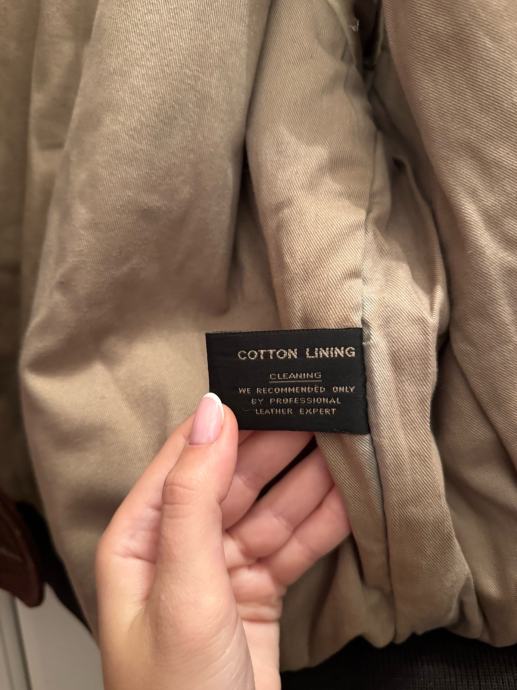 COTTON LINING
CLEANING
WE RECOMMENDED ONLY
BY PROFESSIONAL
LEATHER EXPERT